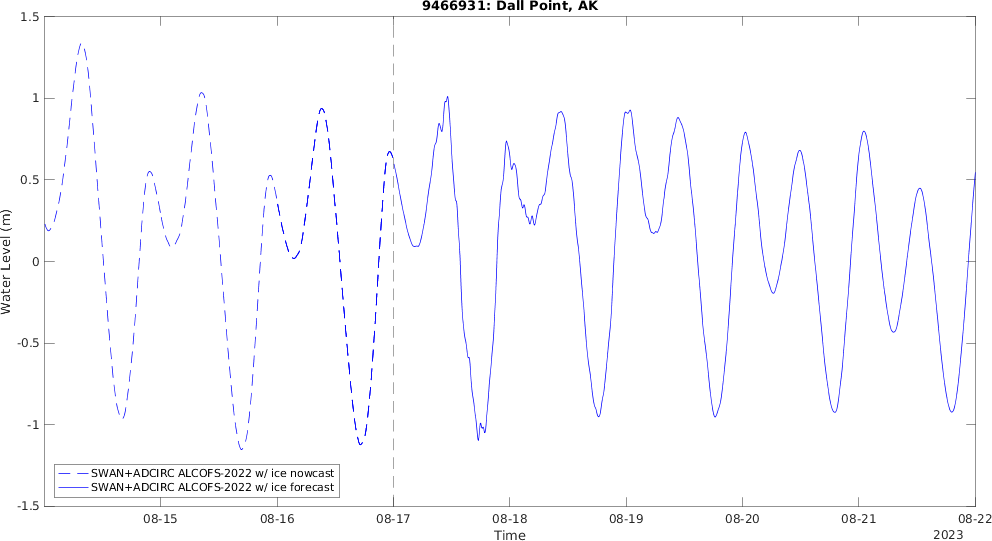 9466931: Dall Point, AK
Water Level (m)
1.5
1
0.5
0
-0.5
-1
-1.5
SWAN+ADCIRC ALCOFS-2022 w/ ice nowcast
SWAN+ADCIRC ALCOFS-2022 w/ ice forecast
08-15 08-16 08-17 08-18 08-19 08-20 08-21 08-22
Time
2023